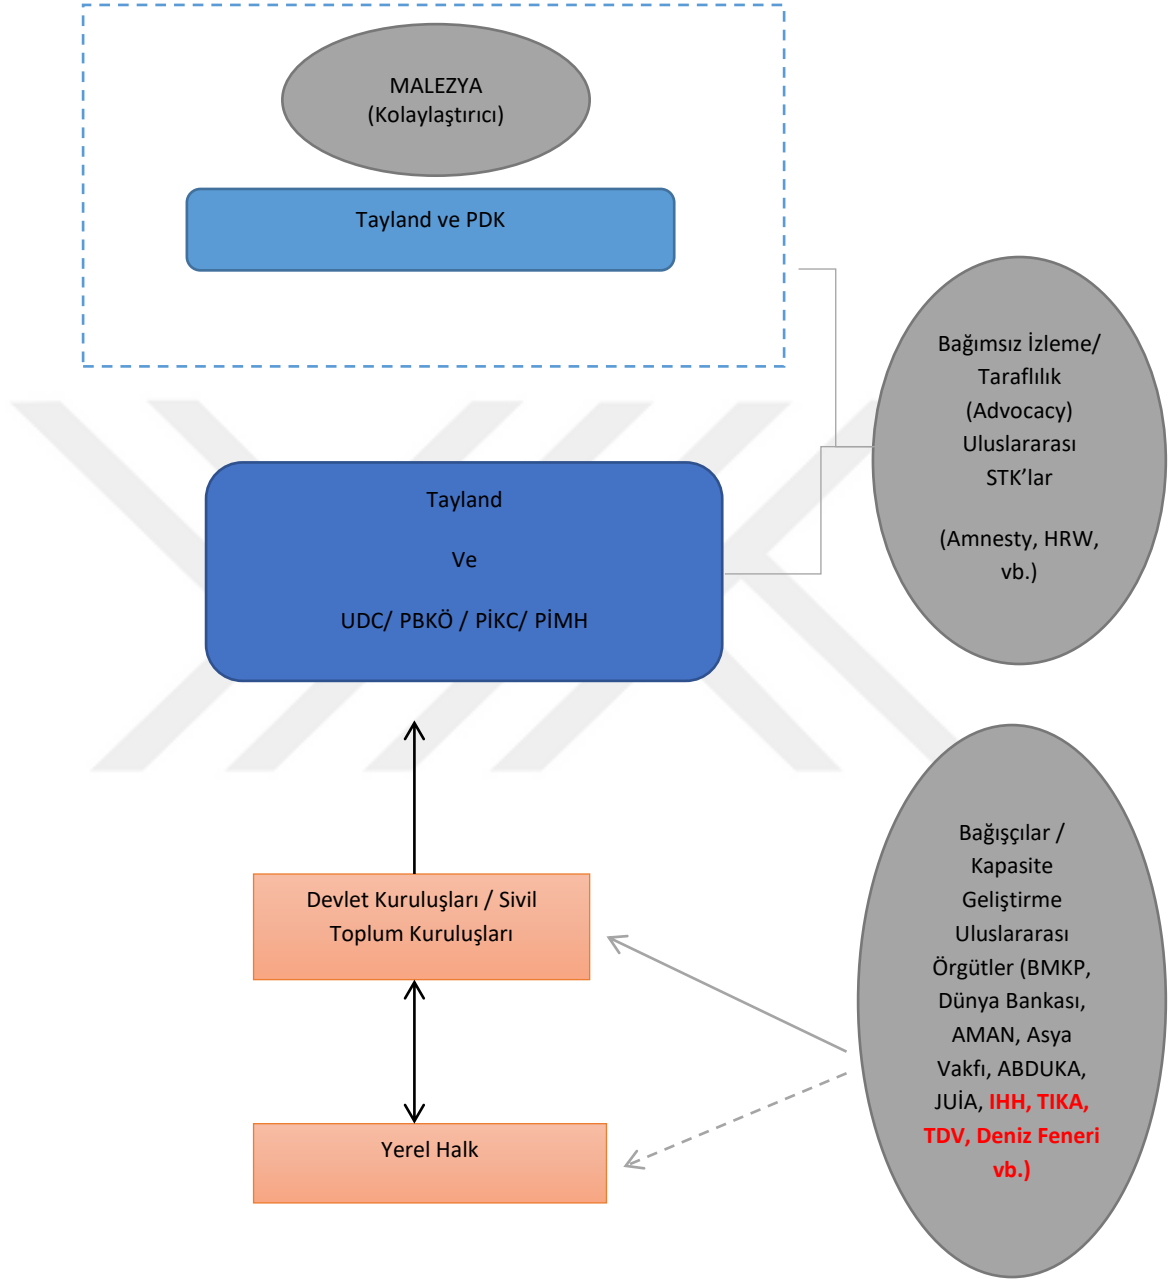 MALEZYA
(Kolaylaştırıcı)
Tayland ve PDK
Bağımsız İzleme/
Taraflılık
(Advocacy)
Uluslararası
STK’lar
(Amnesty, HRW,
vb.)
Tayland
Ve
UDC/ PBKÖ / PİKC/ PİMH
Devlet Kuruluşları / Sivil
Toplum Kuruluşları
Yerel Halk
Bağışçılar /
Kapasite
Geliştirme
Uluslararası
Örgütler (BMKP,
Dünya Bankası,
AMAN, Asya
Vakfı, ABDUKA,
JUİA, IHH, TIKA,
TDV, Deniz Feneri
vb.)